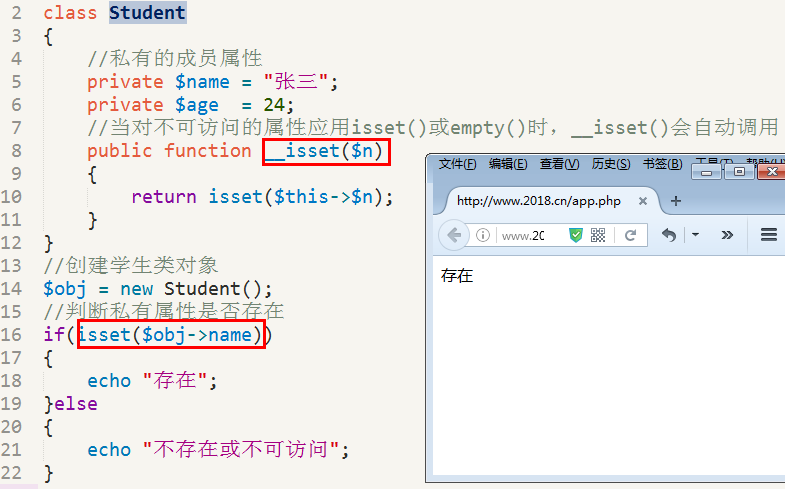 2 class Student
3 {
4 //私有的成员属性
5 private $name = "张三";
6 private $age  = 24;
7 //当对不可访问的属性应用isset()或empty()时，__isset()会自动调用
8 public function __isset($n)
9 {
10 return isset($this->$n);
11 }
12 }
13 //创建学生类对象
14 $obj = new Student();
15 //判断私有属性是否存在
16 if(isset($obj->name))
17 {
18 echo "存在";
19 }else
20 {
21 echo "不存在或不可访问";
22 }
文件(F) 编辑(E) 查看(V) 历史(S) 书签(B)
http://www.2018.cn/app.php
www.20
存在